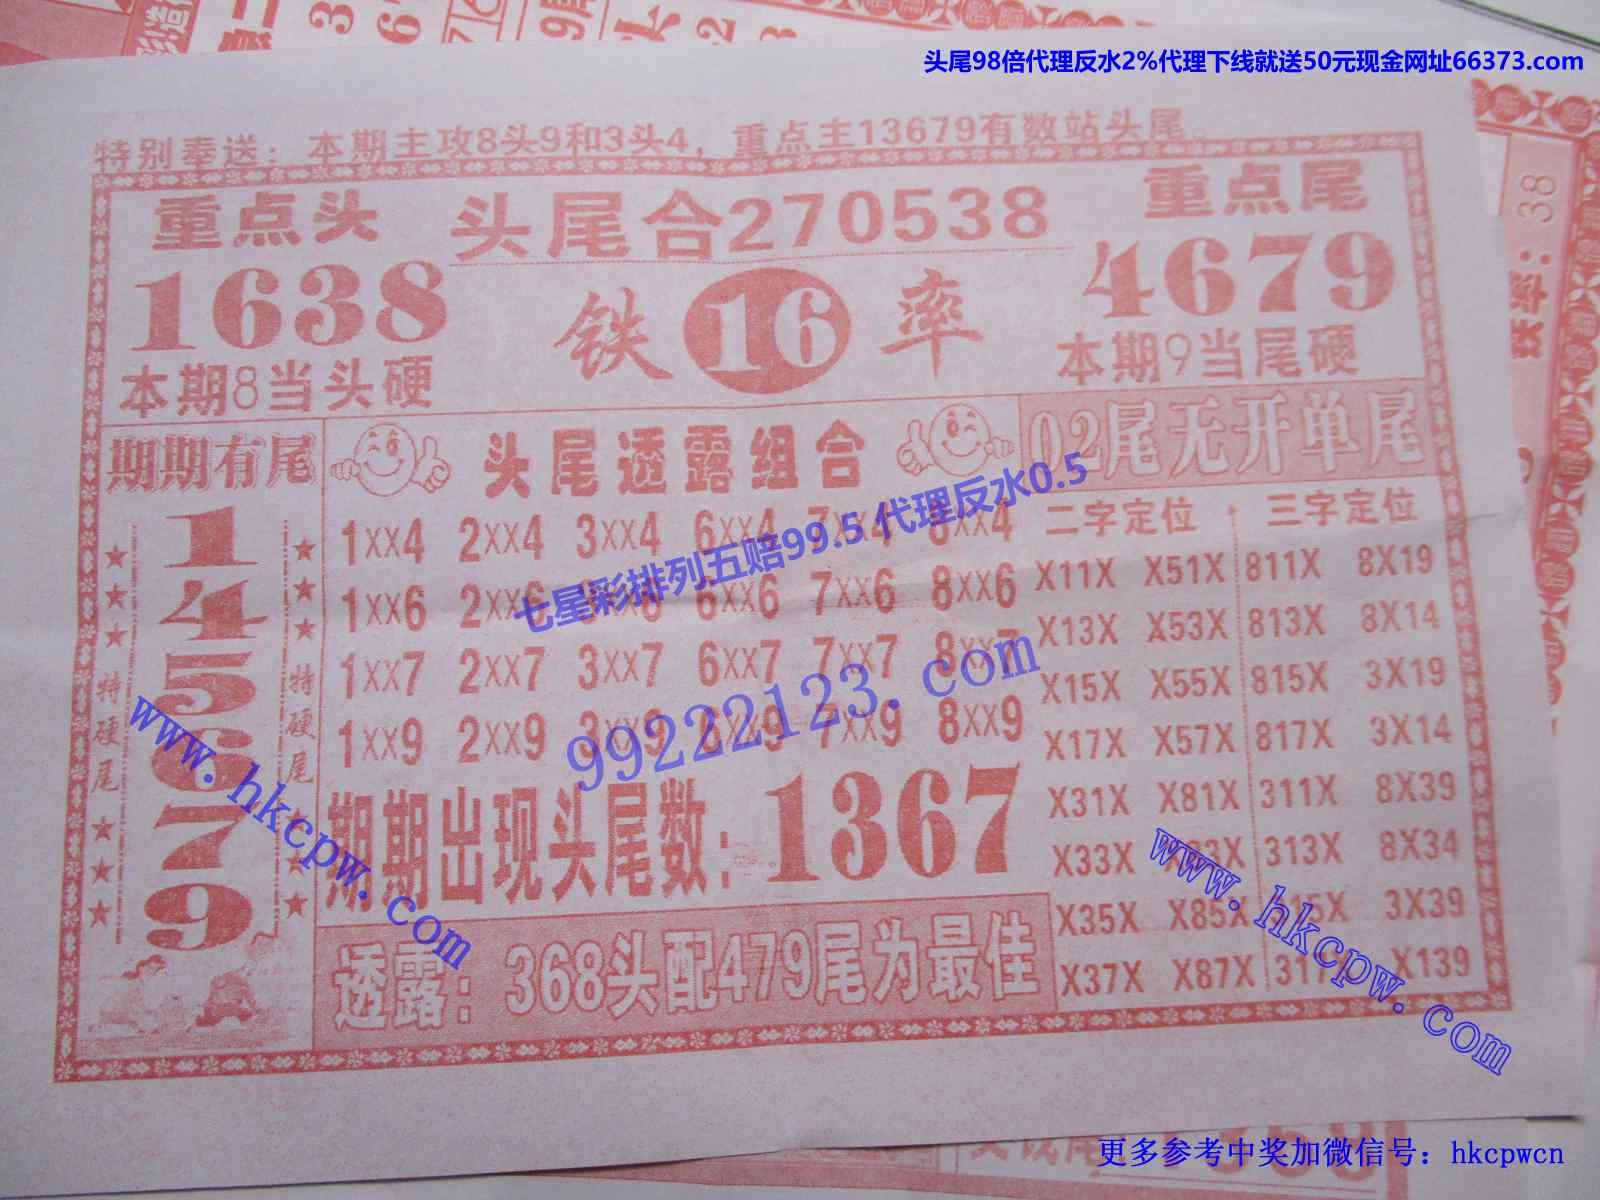 头尾98倍代理反水2%代理下线就送50元现金网址66373.com
特别奉送：本期主攻8头9和3头4，重点主13679有数站头尾。
重点头
1638
本期8当头硬
头尾合270538
铁16率
重点尾
4679
本期9当尾硬
期期有尾
1
4
5
6
7
9
特硬尾
特硬尾
头尾透露组合
1XX4 2XX4 3XX4 6XX4 7XX4 8XX4
1XX6 2XX6 6XX6 7XX6 8XX6
1XX7 2XX7 3XX7 6XX7 7XX7 8XX7
1XX9 2XX9 3XX9 6XX9 7XX9 8XX9
期期出现头尾数：1367
透露：368头配479尾为最佳
02尾无开单尾
二字定位 三字定位
X11X X51X 811X 8X19
X13X X53X 813X 8X14
X15X X55X 815X 3X19
X17X X57X 817X 3X14
X31X X81X 311X 8X39
X33X 313X 8X34
X35X X85X 3X39
X37X X87X X139
七星彩排列五赔99.5 代理反水0.5
99222123.com
www.hkcpw.com
www.hkcpw.com
铁率：38
更多参考中奖加微信号：hkcpwcn